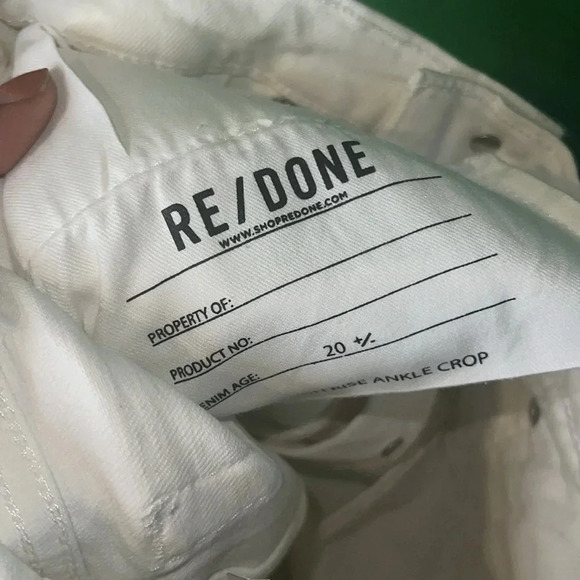 RE/DONE
WWW.SHOPREDONE.COM
PROPERTY OF:
PRODUCT NO:
ENIM AGE: 20 +/-
RISE ANKLE CROP